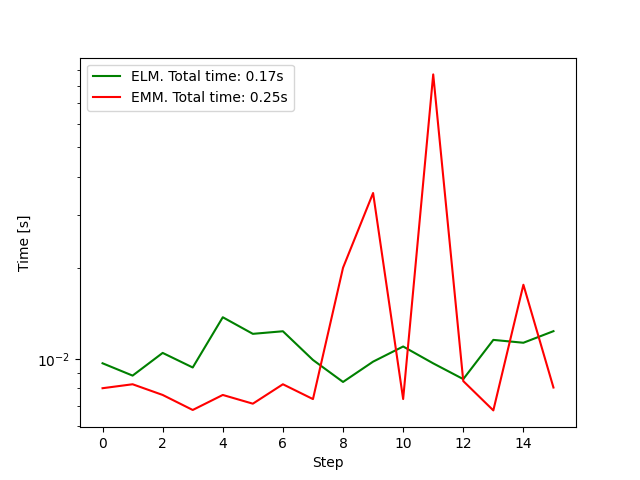 ELM. Total time: 0.17s
EMM. Total time: 0.25s
Time [s]
10⁻²
0 2 4 6 8 10 12 14
Step